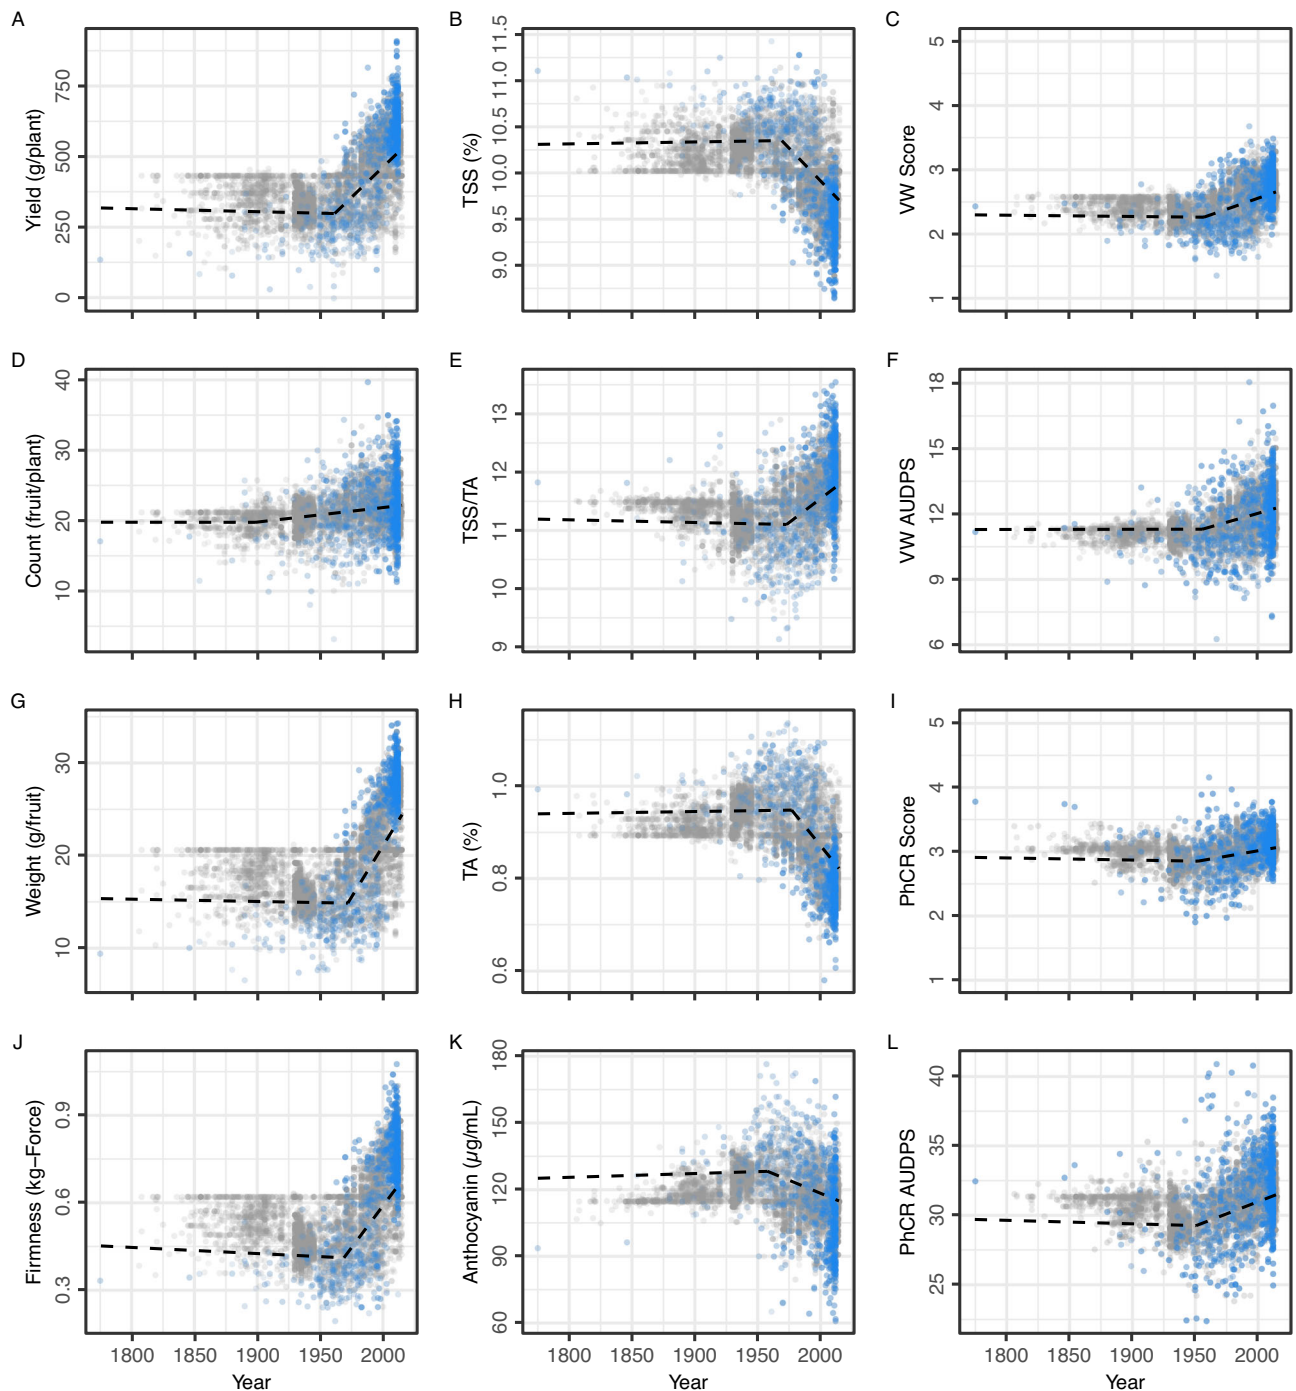 A
B
C
Yield (g/plant)
0
250
500
750
TSS (%)
9.0
9.5
10.0
10.5
11.0
11.5
VW Score
1
2
3
4
5
D
E
F
Count (fruit/plant)
10
20
30
40
TSS/TA
9
10
11
12
13
VW AUDPS
6
9
12
15
18
G
H
I
Weight (g/fruit)
10
20
30
TA (%)
0.6
0.8
1.0
PhCR Score
1
2
3
4
5
J
K
L
Firmness (kg−Force)
0.3
0.6
0.9
Anthocyanin (µg/mL)
60
90
120
150
180
PhCR AUDPS
25
30
35
40
1800 1850 1900 1950 2000
1800 1850 1900 1950 2000
1800 1850 1900 1950 2000
Year
Year
Year